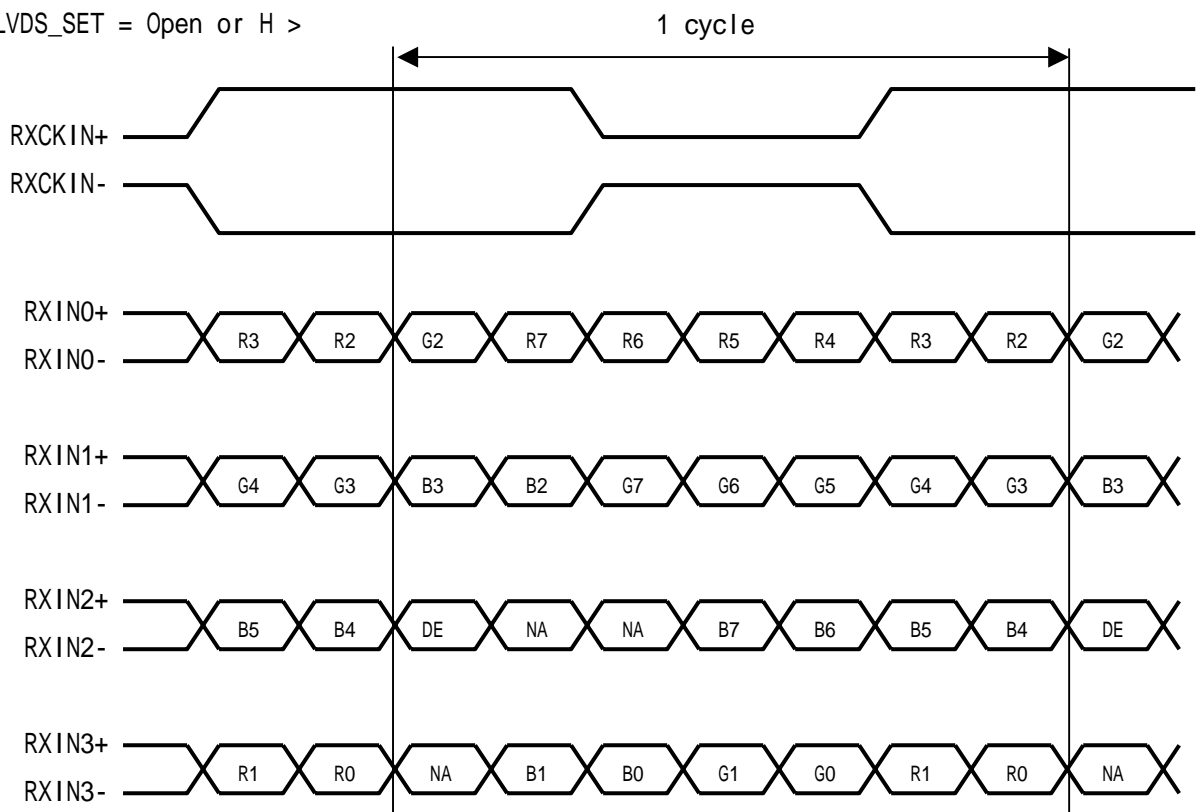 LVDS_SET = Open or H >
1 cycle
RXCKIN+
RXCKIN-
RXIN0+
R3 R2 G2 R7 R6 R5 R4 R3 R2 G2
RXIN0-
RXIN1+
G4 G3 B3 B2 G7 G6 G5 G4 G3 B3
RXIN1-
RXIN2+
B5 B4 DE NA NA B7 B6 B5 B4 DE
RXIN2-
RXIN3+
R1 R0 NA B1 B0 G1 G0 R1 R0 NA
RXIN3-